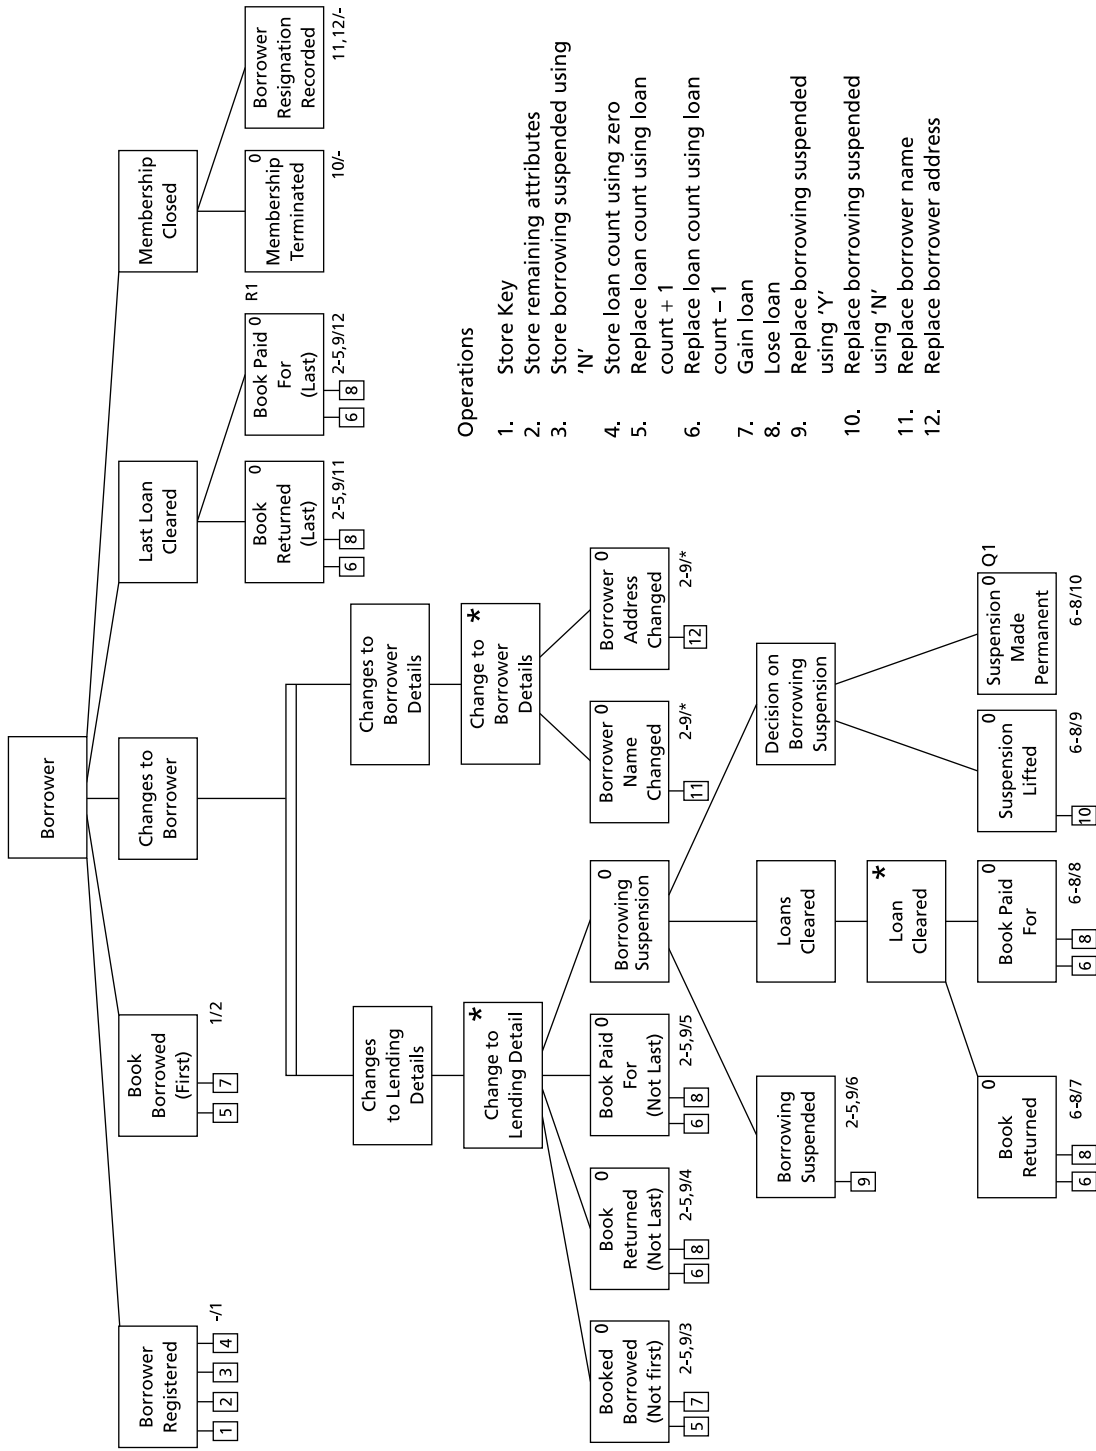 Borrower
Borrower
Registered
1
2
3
4
-/1
Book
Borrowed
(First)
5
7
1/2
Changes to
Borrower
Last Loan
Cleared
Membership
Closed
Book
Returned
(Last)
0
6
8
2-5,9/11
Book Paid
For
(Last)
0
R1
6
8
2-5,9/12
Membership
Terminated
0
10/-
Borrower
Resignation
Recorded
11,12/-
Changes
to Lending
Details
Changes to
Borrower
Details
Change to
Lending Detail
*
Change to
Borrower
Details
*
Booked
Borrowed
(Not first)
0
5
7
2-5,9/3
Book
Returned
(Not Last)
0
6
8
2-5,9/4
Book Paid
For
(Not Last)
0
6
8
2-5,9/5
Borrowing
Suspension
0
Borrower
Name
Changed
0
11
2-9/*
Borrower
Address
Changed
0
12
2-9/*
Borrowing
Suspended
9
2-5,9/6
Loans
Cleared
Decision on
Borrowing
Suspension
Loan
Cleared
*
Book
Returned
0
6
8
6-8/7
Book Paid
For
0
6
8
6-8/8
Suspension
Lifted
0
10
6-8/9
Suspension
Made
Permanent
0
Q1
6-8/10
Operations
1. Store Key
2. Store remaining attributes
3. Store borrowing suspended using
'N'
4. Store loan count using zero
5. Replace loan count using loan
count + 1
6. Replace loan count using loan
count – 1
7. Gain loan
8. Lose loan
9. Replace borrowing suspended
using 'Y'
10. Replace borrowing suspended
using 'N'
11. Replace borrower name
12. Replace borrower address